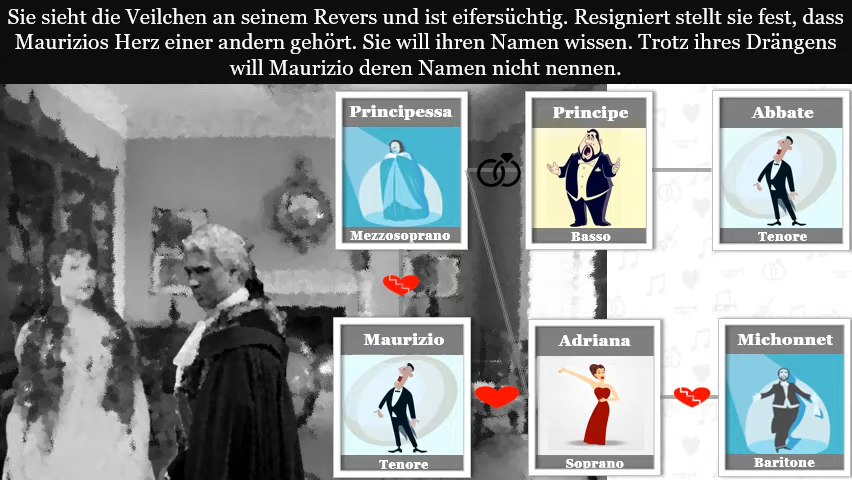 Sie sieht die Veilchen an seinem Revers und ist eifersüchtig. Resigniert stellt sie fest, dass
Maurizios Herz einer andern gehört. Sie will ihren Namen wissen. Trotz ihres Drängens
will Maurizio deren Namen nicht nennen.
Principessa
Mezzosoprano
Principe
Basso
Abbate
Tenore
Maurizio
Tenore
Adriana
Soprano
Michonnet
Baritone